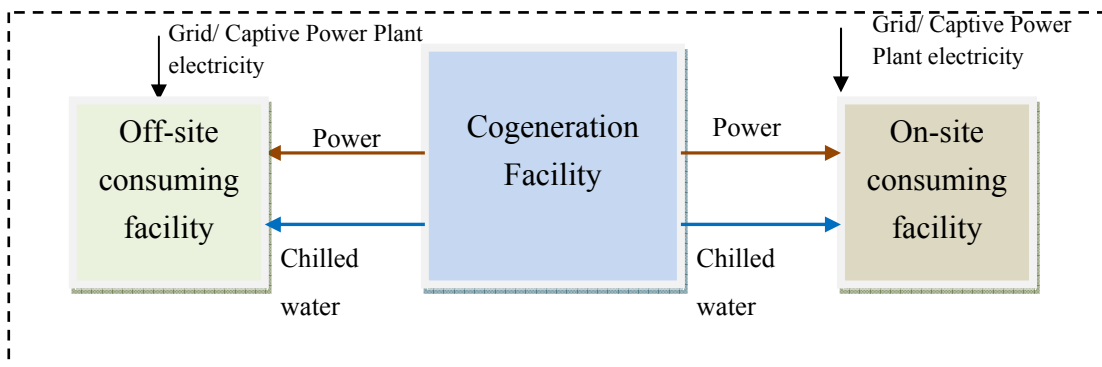 Grid/ Captive Power Plant
electricity
Grid/ Captive Power
Plant electricity
Off-site
consuming
facility
Power
Chilled
water
Cogeneration
Facility
Power
Chilled
water
On-site
consuming
facility